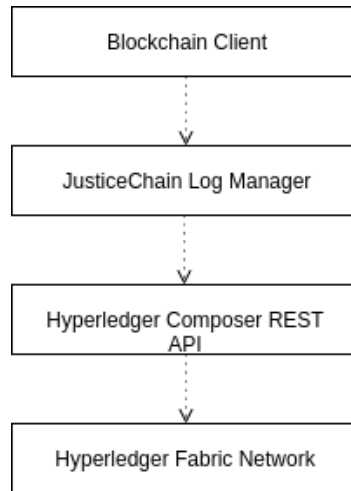 Blockchain Client
JusticeChain Log Manager
Hyperledger Composer REST
API
Hyperledger Fabric Network